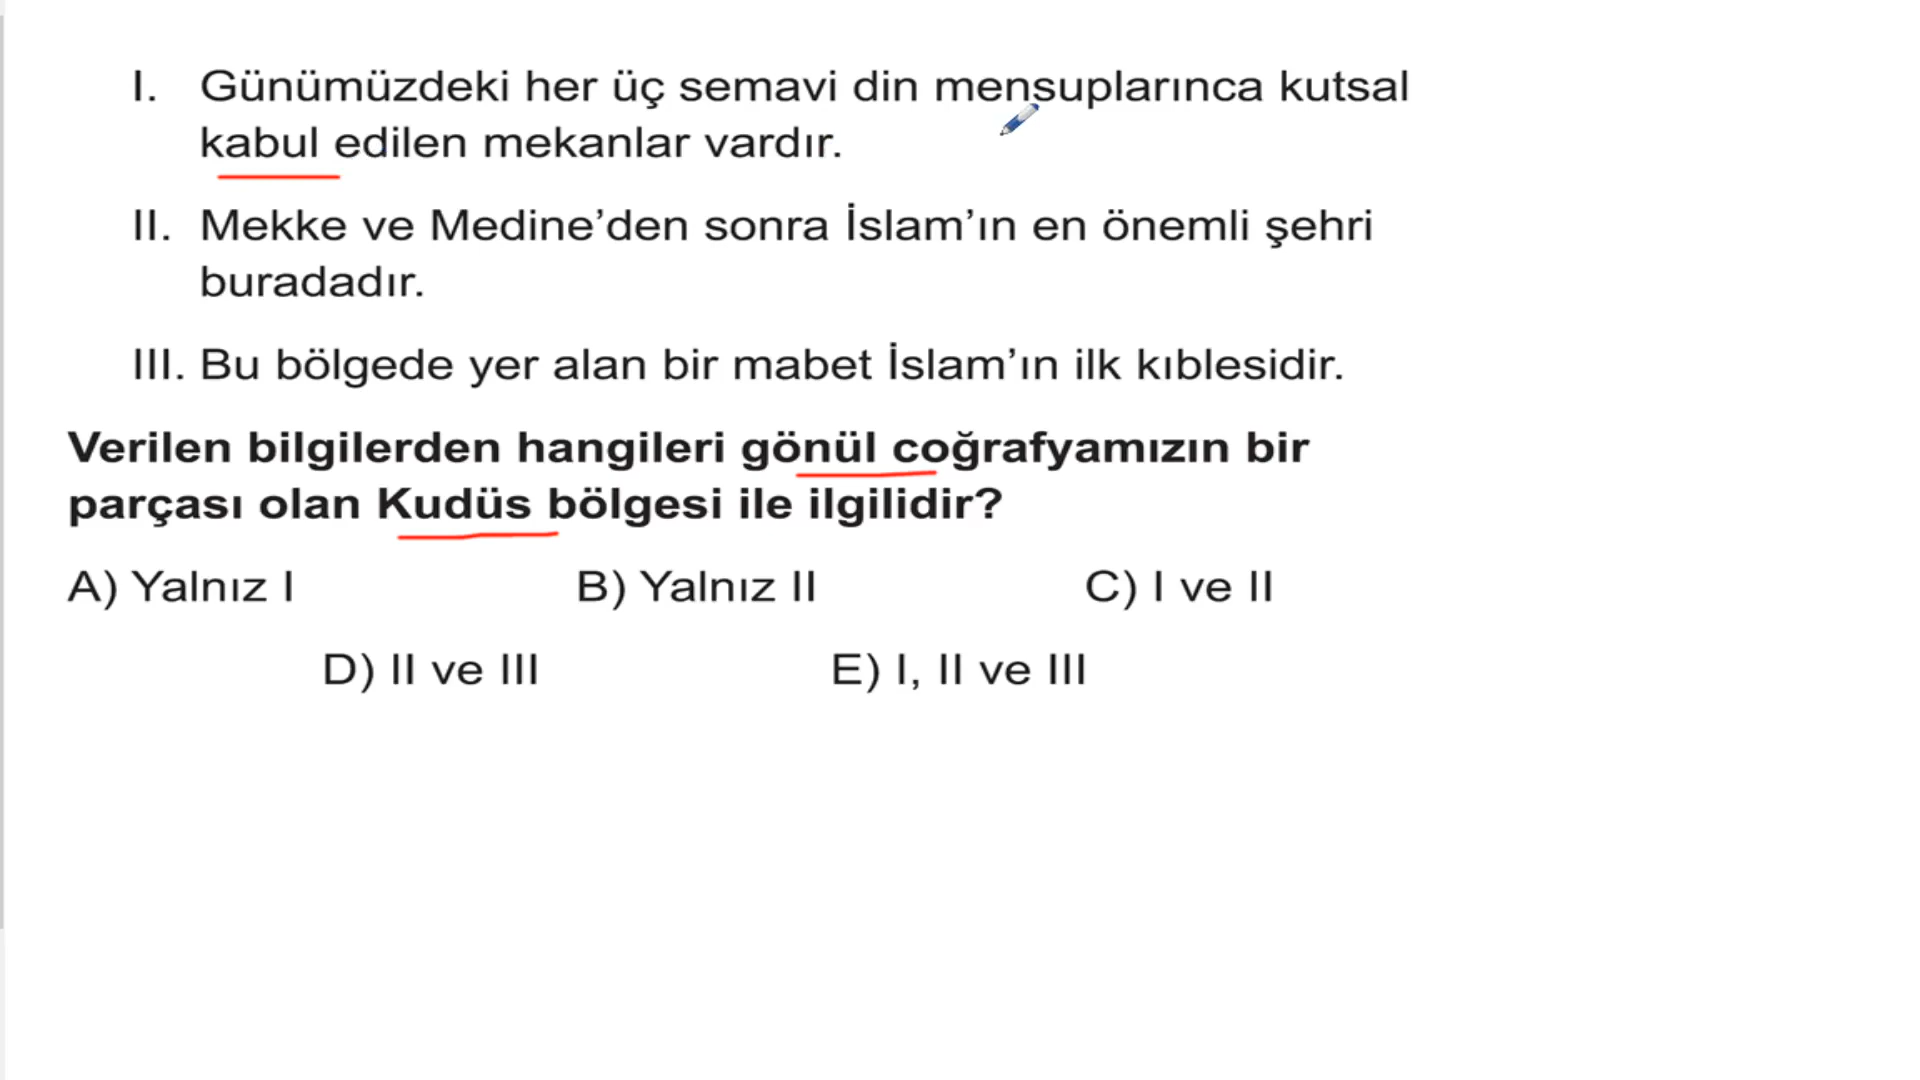 I. Günümüzdeki her üç semavi din mensuplarınca kutsal
kabul edilen mekanlar vardır.
II. Mekke ve Medine’den sonra İslam’ın en önemli şehri
buradadır.
III. Bu bölgede yer alan bir mabet İslam’ın ilk kıblesidir.
Verilen bilgilerden hangileri gönül coğrafyamızın bir
parçası olan Kudüs bölgesi ile ilgilidir?
A) Yalnız I B) Yalnız II C) I ve II
D) II ve III E) I, II ve III